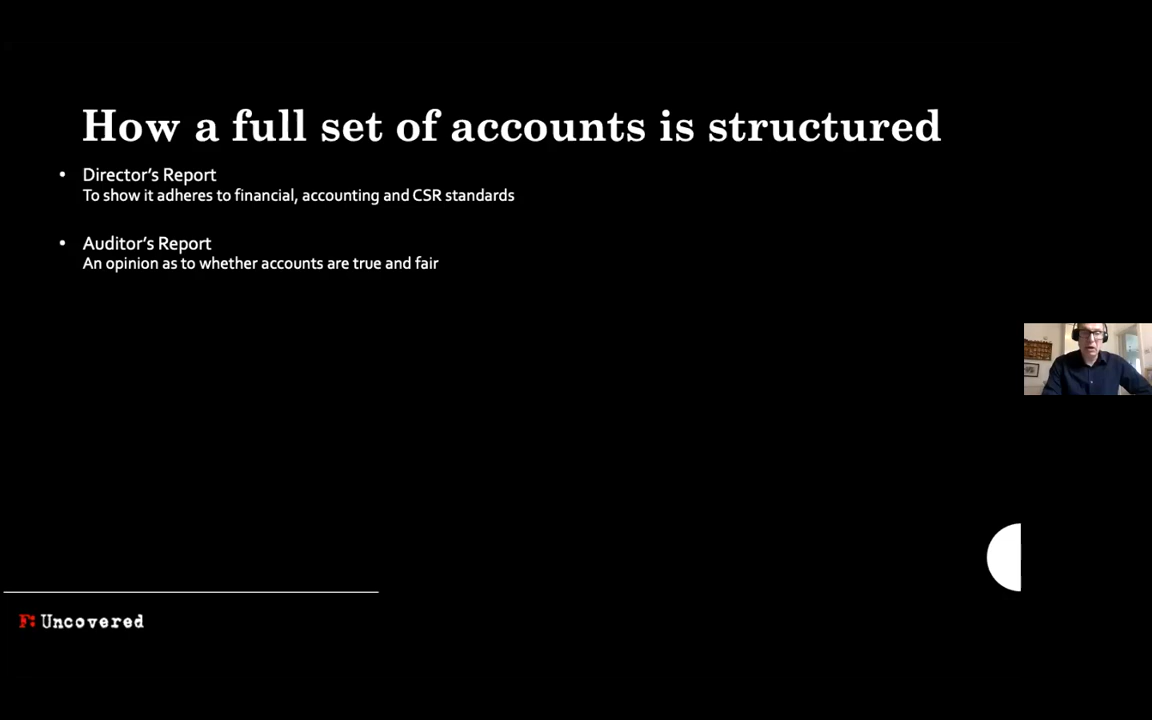 How a full set of accounts is structured
• Director's Report
To show it adheres to financial, accounting and CSR standards
• Auditor's Report
An opinion as to whether accounts are true and fair
F: Uncovered